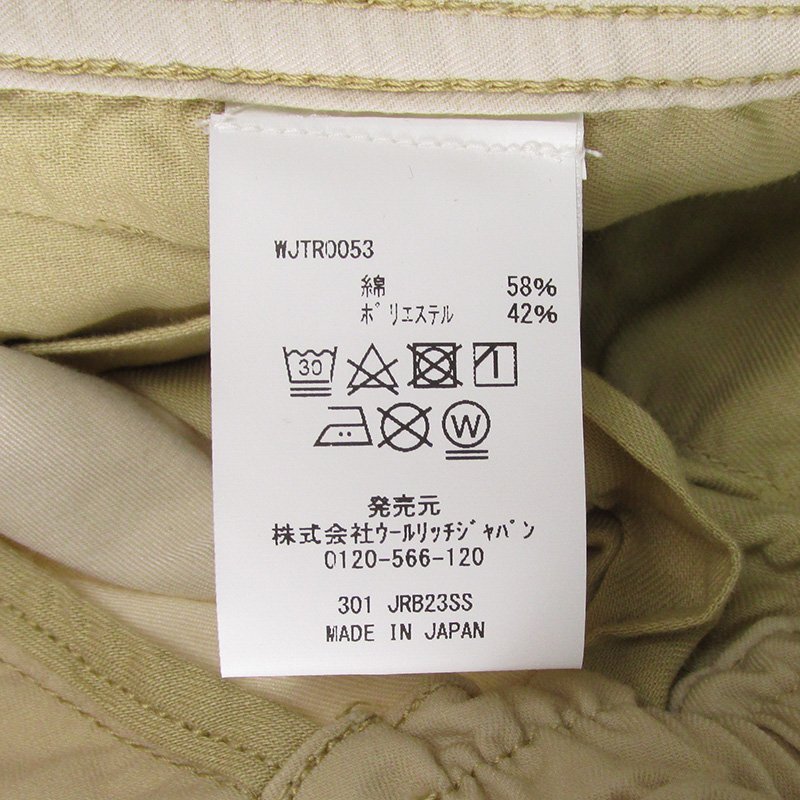 WJTR0053
綿 58%
ポリエステル 42%
30
W
発売元
株式会社ウールリッチジャパン
0120-566-120
301 JRB23SS
MADE IN JAPAN